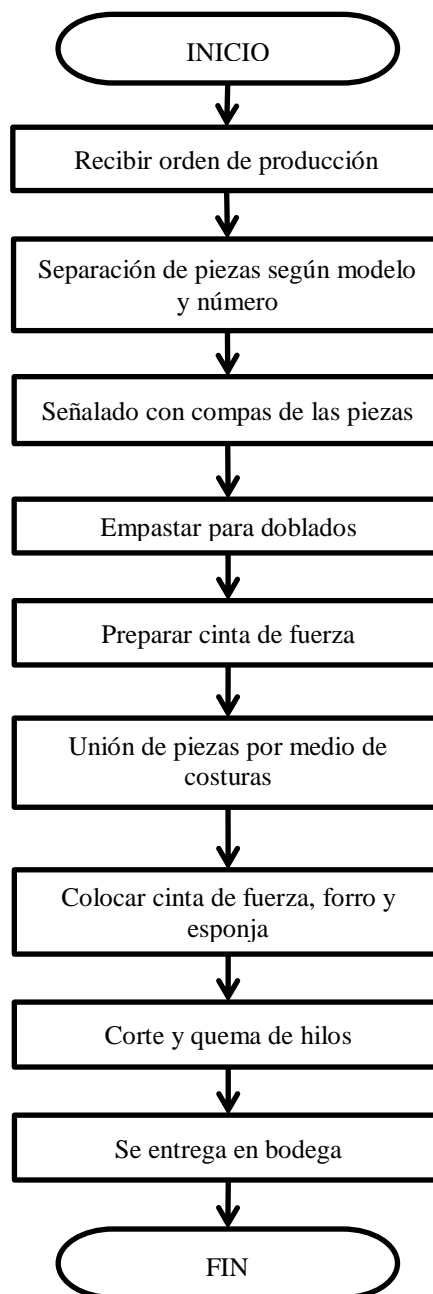 INICIO
Recibir orden de producción
Separación de piezas según modelo
y número
Señalado con compas de las piezas
Empastar para doblados
Preparar cinta de fuerza
Unión de piezas por medio de
costuras
Colocar cinta de fuerza, forro y
esponja
Corte y quema de hilos
Se entrega en bodega
FIN